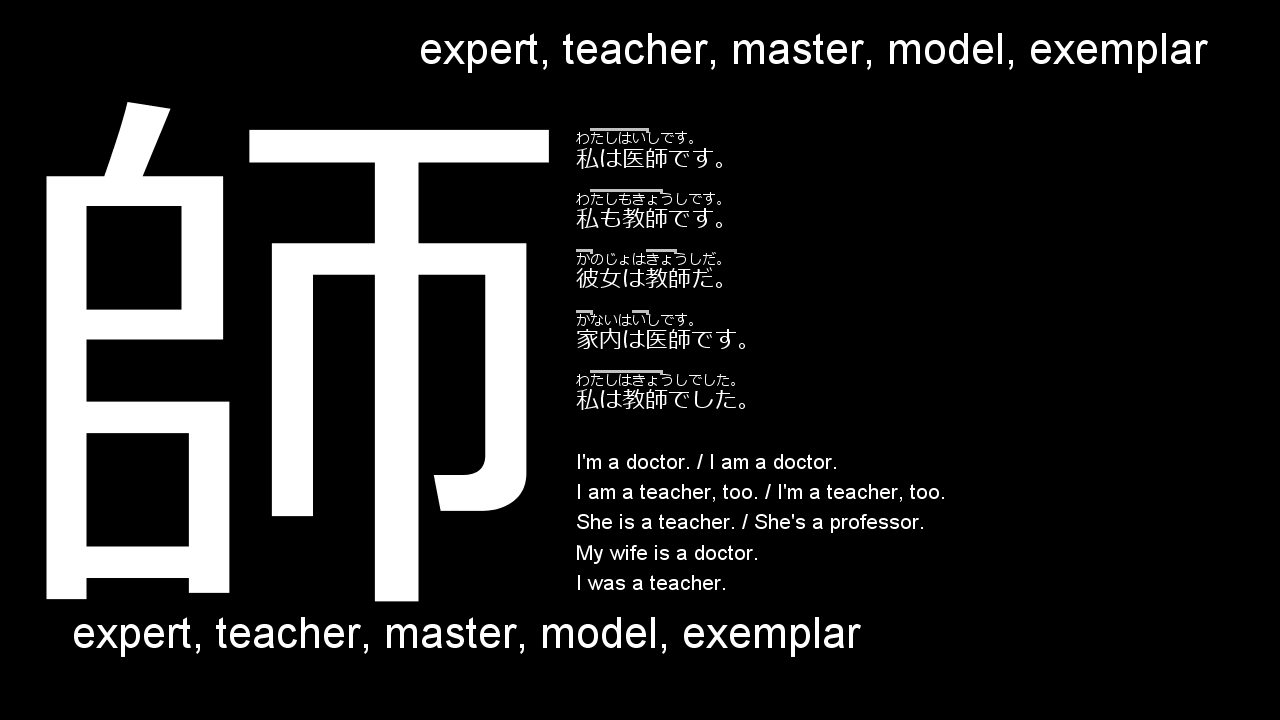 expert, teacher, master, model, exemplar
師
わたしはいしです。
私は医師です。
わたしもきょうしです。
私も教師です。
かのじょはきょうしだ。
彼女は教師だ。
かないはいしです。
家内は医師です。
わたしはきょうしでした。
私は教師でした。
I'm a doctor. / I am a doctor.
I am a teacher, too. / I'm a teacher, too.
She is a teacher. / She's a professor.
My wife is a doctor.
I was a teacher.
expert, teacher, master, model, exemplar